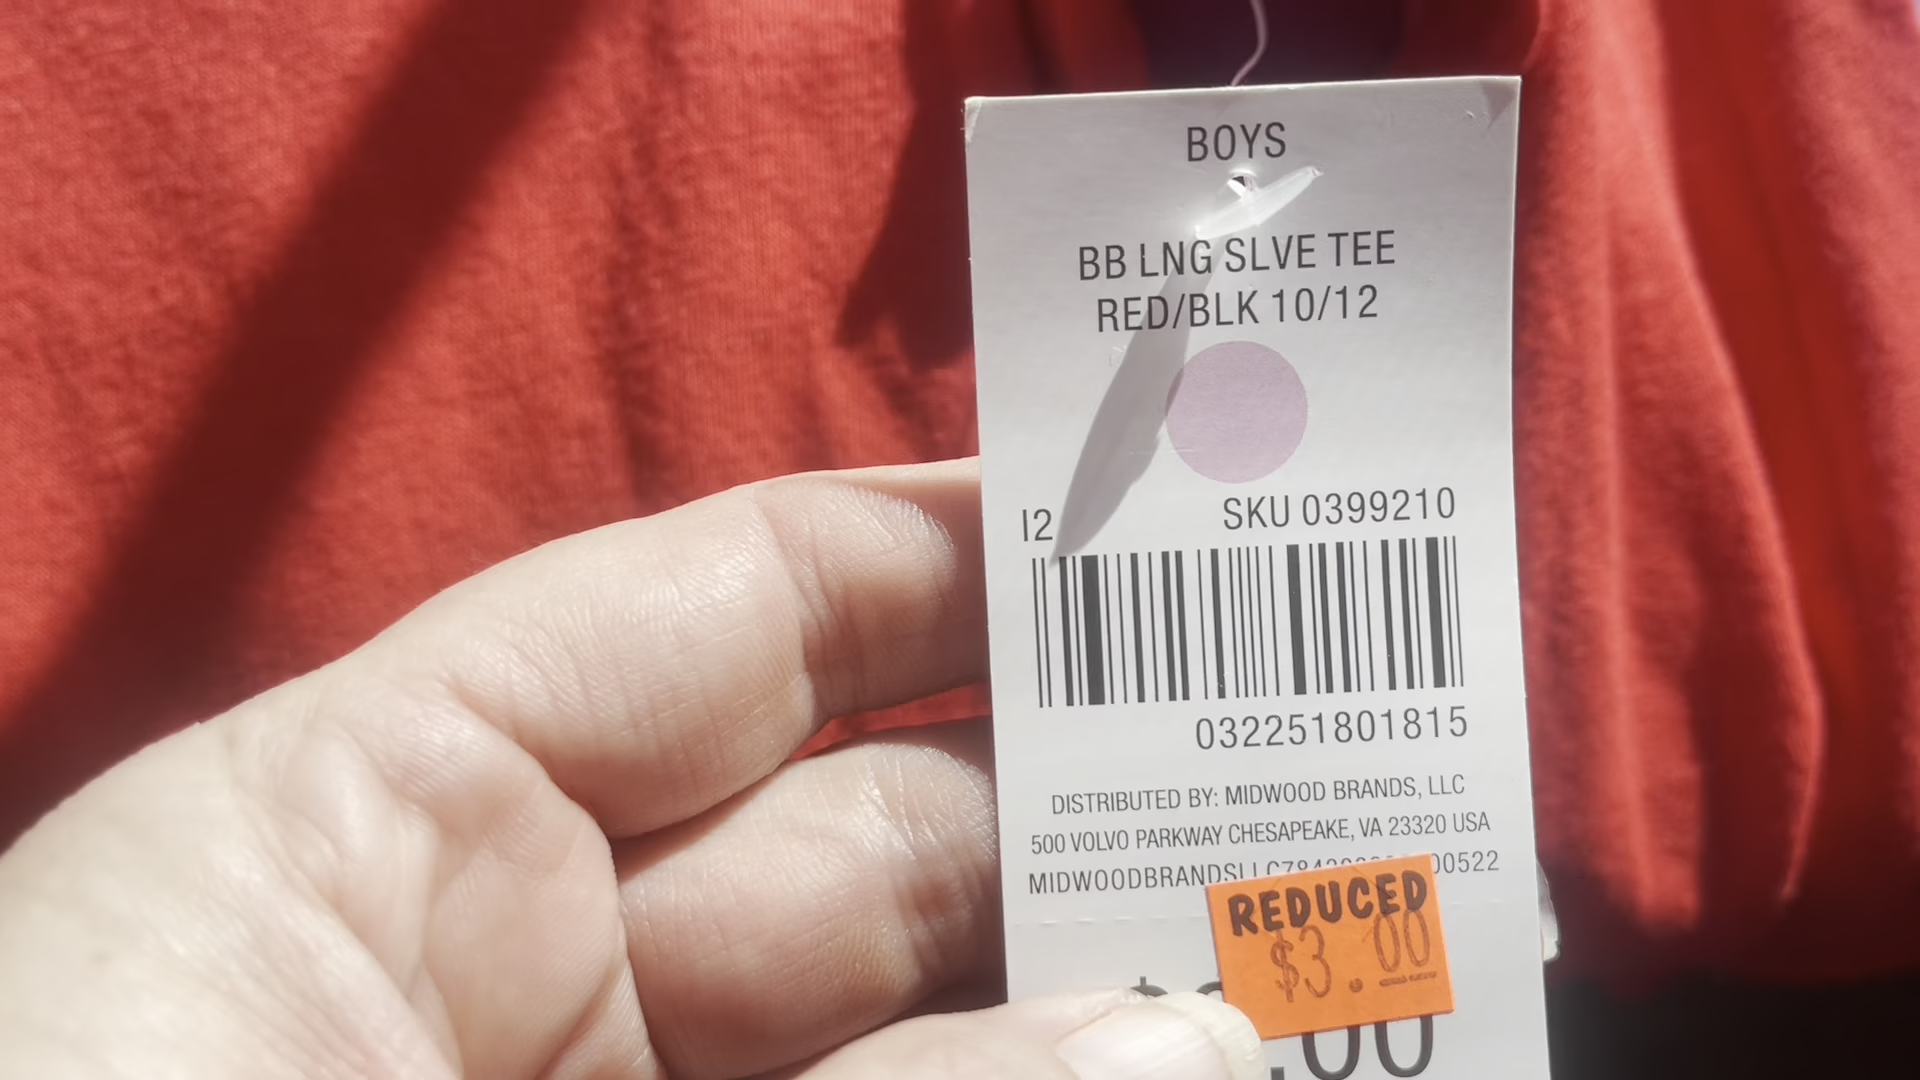 BOYS
BB LNG SLVE TEE
RED/BLK 10/12
I2
SKU 0399210
032251801815
DISTRIBUTED BY: MIDWOOD BRANDS, LLC
500 VOLVO PARKWAY CHESAPEAKE, VA 23320 USA
REDUCED
$3.00